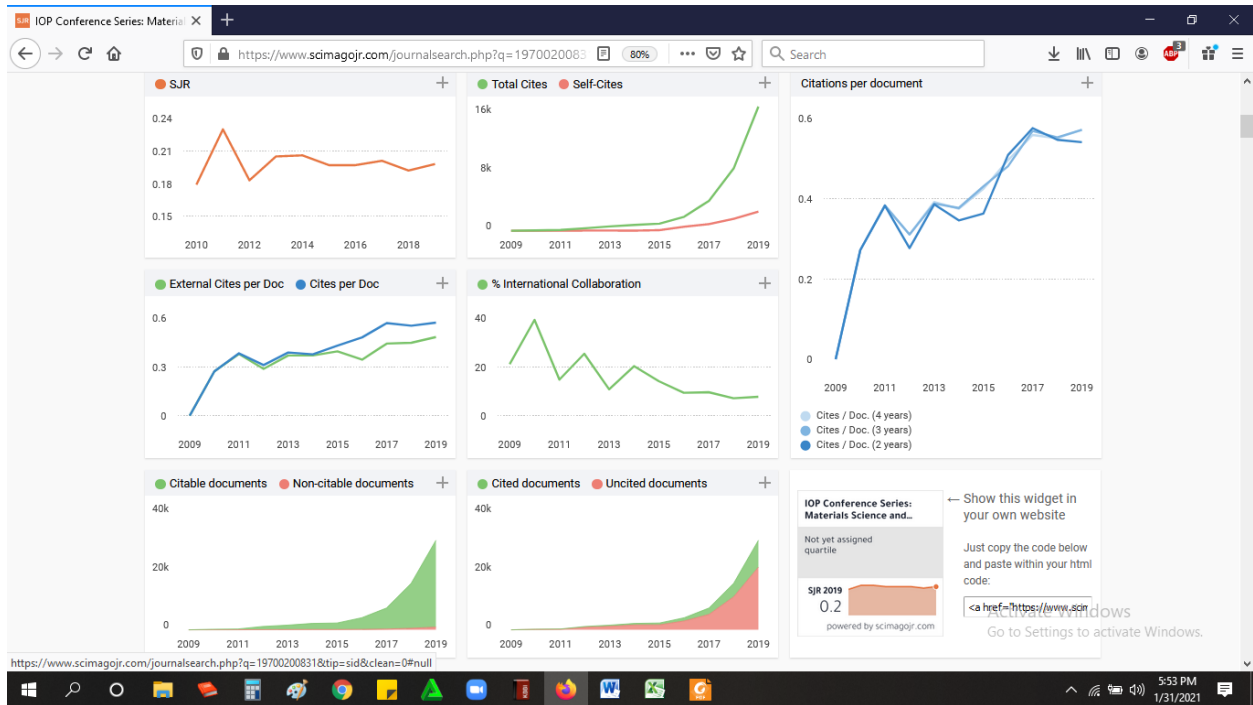 SJR IOP Conference Series: Material
https://www.scimagojr.com/journalsearch.php?q=1970020083
80%
Search
ABP
3
SJR
0.24
0.21
0.18
0.15
2010 2012 2014 2016 2018
Total Cites Self-Cites
16k
8k
0
2009 2011 2013 2015 2017 2019
Citations per document
0.6
0.4
0.2
0
2009 2011 2013 2015 2017 2019
Cites / Doc. (4 years)
Cites / Doc. (3 years)
Cites / Doc. (2 years)
External Cites per Doc Cites per Doc
0.6
0.3
0
2009 2011 2013 2015 2017 2019
% International Collaboration
40
20
0
2009 2011 2013 2015 2017 2019
Citable documents Non-citable documents
40k
20k
0
2009 2011 2013 2015 2017 2019
Cited documents Uncited documents
40k
20k
0
2009 2011 2013 2015 2017 2019
IOP Conference Series:
Materials Science and...
Not yet assigned
quartile
SJR 2019
0.2
powered by scimagojr.com
← Show this widget in
your own website
Just copy the code below
and paste within your html
code:
<a href="https://www.scim
Activate Windows
Go to Settings to activate Windows.
https://www.scimagojr.com/journalsearch.php?q=19700200831&tip=sid&clean=0#null
5:53 PM
1/31/2021